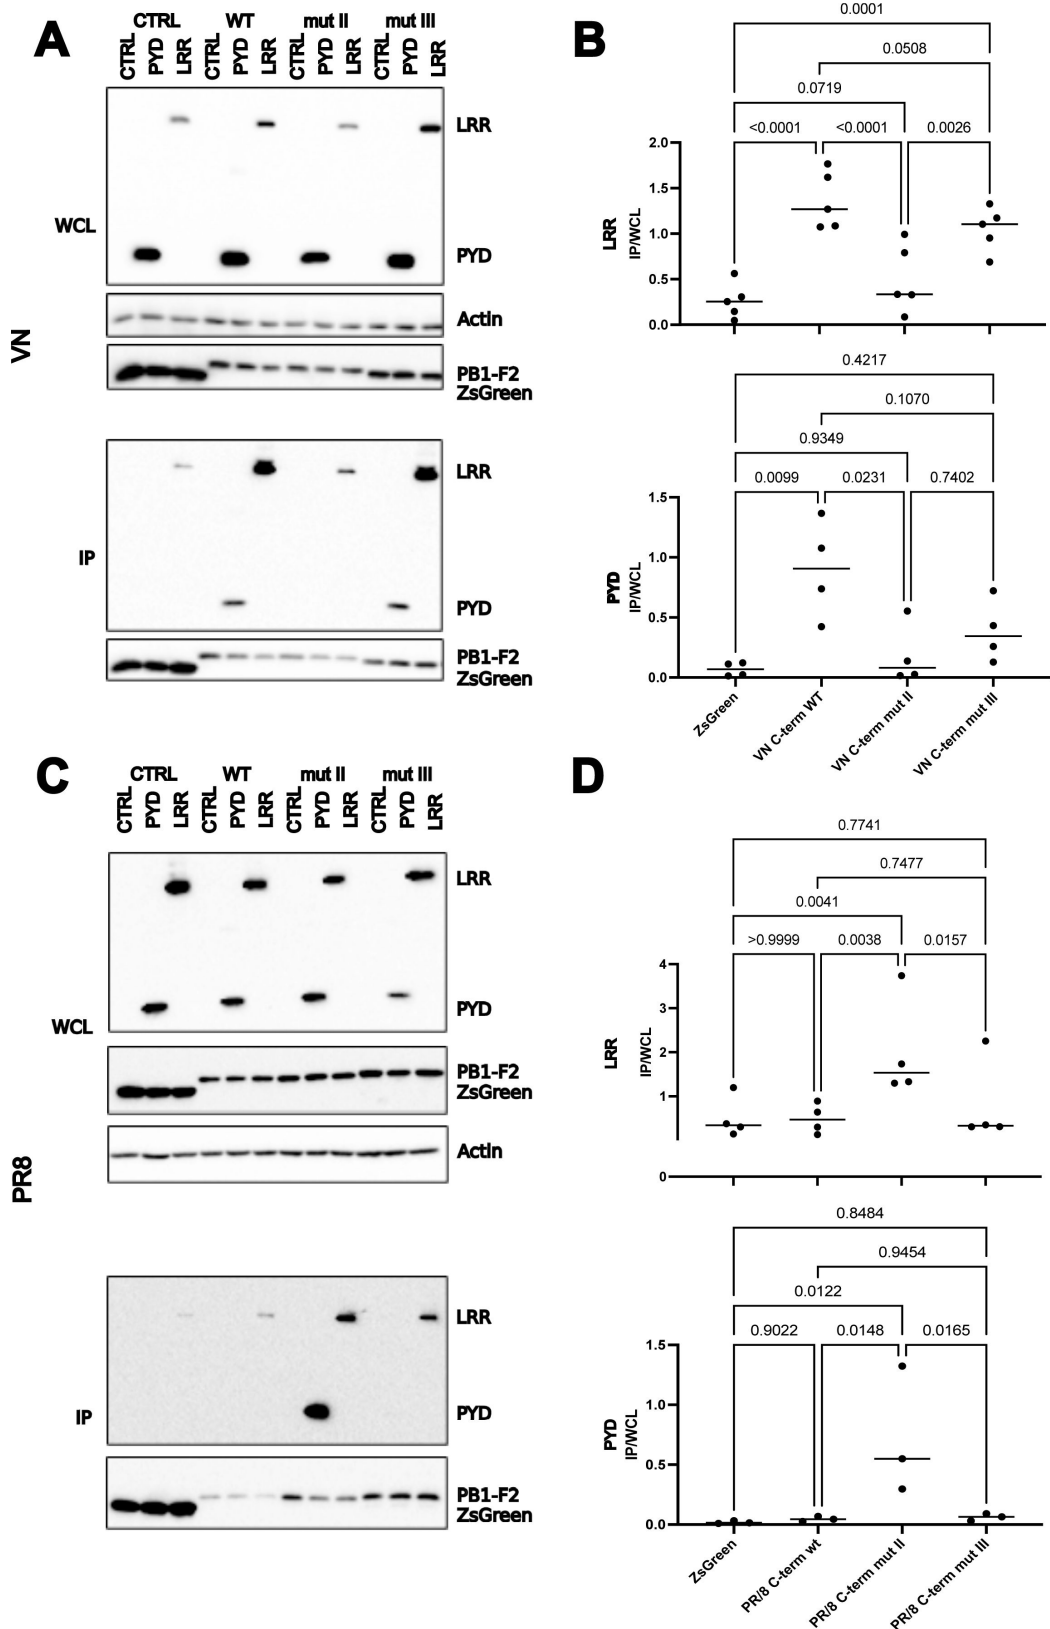 A
CTRL WT mut II mut III
CTRL PYD LRR CTRL PYD LRR CTRL PYD LRR CTRL PYD LRR
LRR
WCL
PYD
Actin
PB1-F2
ZsGreen
VN
LRR
IP
PYD
PB1-F2
ZsGreen
B
0.0001
0.0508
0.0719
<0.0001 <0.0001 0.0026
2.0
1.5
1.0
0.5
0.0
LRR
IP/WCL
0.4217
0.1070
0.9349
0.0099 0.0231 0.7402
1.5
1.0
0.5
0.0
PYD
IP/WCL
ZsGreen
VN C-term WT
VN C-term mut II
VN C-term mut III
C
CTRL WT mut II mut III
CTRL PYD LRR CTRL PYD LRR CTRL PYD LRR CTRL PYD LRR
LRR
PYD
WCL
PB1-F2
ZsGreen
Actin
PR8
LRR
PYD
IP
PB1-F2
ZsGreen
D
0.7741
0.7477
0.0041
>0.9999 0.0038 0.0157
4
3
2
1
0
LRR
IP/WCL
0.8484
0.9454
0.0122
0.9022 0.0148 0.0165
1.5
1.0
0.5
0.0
PYD
IP/WCL
ZsGreen
PR/8 C-term wt
PR/8 C-term mut II
PR/8 C-term mut III